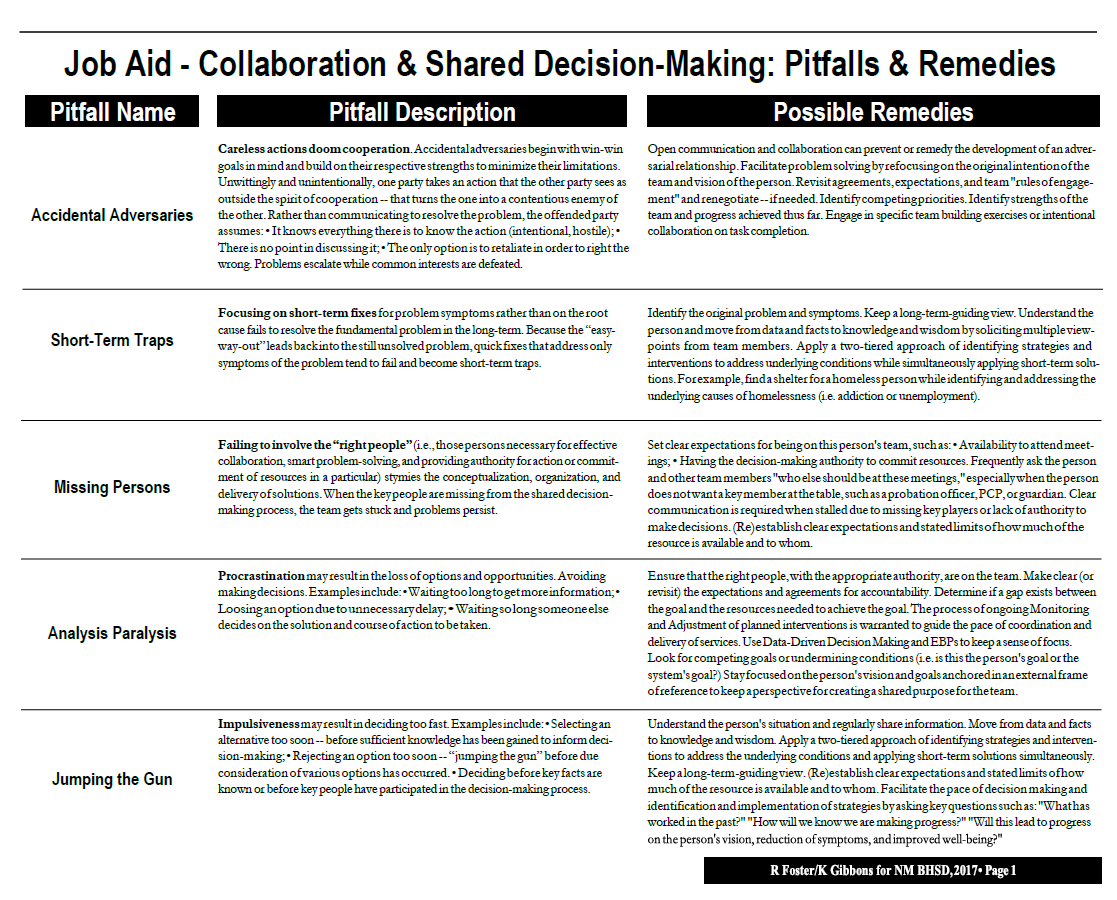 Job Aid - Collaboration & Shared Decision-Making: Pitfalls & Remedies
Pitfall Name
Pitfall Description
Possible Remedies
Accidental Adversaries
Careless actions doom cooperation. Accidental adversaries begin with win-win
goals in mind and build on their respective strengths to minimize their limitations.
Unwittingly and unintentionally, one party takes an action that the other party sees as
outside the spirit of cooperation -- that turns the one into a contentious enemy of
the other. Rather than communicating to resolve the problem, the offended party
assumes: • It knows everything there is to know the action (intentional, hostile); •
There is no point in discussing it; • The only option is to retaliate in order to right the
wrong. Problems escalate while common interests are defeated.
Open communication and collaboration can prevent or remedy the development of an adver-
sarial relationship. Facilitate problem solving by refocusing on the original intention of the
team and vision of the person. Revisit agreements, expectations, and team "rules of engage-
ment" and renegotiate -- if needed. Identify competing priorities. Identify strengths of the
team and progress achieved thus far. Engage in specific team building exercises or intentional
collaboration on task completion.
Short-Term Traps
Focusing on short-term fixes for problem symptoms rather than on the root
cause fails to resolve the fundamental problem in the long-term. Because the “easy-
way-out” leads back into the still unsolved problem, quick fixes that address only
symptoms of the problem tend to fail and become short-term traps.
Identify the original problem and symptoms. Keep a long-term-guiding view. Understand the
person and move from data and facts to knowledge and wisdom by soliciting multiple view-
points from team members. Apply a two-tiered approach of identifying strategies and
interventions to address underlying conditions while simultaneously applying short-term solu-
tions. For example, find a shelter for a homeless person while identifying and addressing the
underlying causes of homelessness (i.e. addiction or unemployment).
Missing Persons
Failing to involve the “right people” (i.e., those persons necessary for effective
collaboration, smart problem-solving, and providing authority for action or commit-
ment of resources in a particular) stymies the conceptualization, organization, and
delivery of solutions. When the key people are missing from the shared decision-
making process, the team gets stuck and problems persist.
Set clear expectations for being on this person's team, such as: • Availability to attend meet-
ings; • Having the decision-making authority to commit resources. Frequently ask the person
and other team members "who else should be at these meetings," especially when the person
does not want a key member at the table, such as a probation officer, PCP, or guardian. Clear
communication is required when stalled due to missing key players or lack of authority to
make decisions. (Re)establish clear expectations and stated limits of how much of the
resource is available and to whom.
Analysis Paralysis
Procrastination may result in the loss of options and opportunities. Avoiding
making decisions. Examples include: • Waiting too long to get more information; •
Loosing an option due to unnecessary delay; • Waiting so long someone else
decides on the solution and course of action to be taken.
Ensure that the right people, with the appropriate authority, are on the team. Make clear (or
revisit) the expectations and agreements for accountability. Determine if a gap exists between
the goal and the resources needed to achieve the goal. The process of ongoing Monitoring
and Adjustment of planned interventions is warranted to guide the pace of coordination and
delivery of services. Use Data-Driven Decision Making and EBPs to keep a sense of focus.
Look for competing goals or undermining conditions (i.e. is this the person's goal or the
system's goal?) Stay focused on the person's vision and goals anchored in an external frame
of reference to keep a perspective for creating a shared purpose for the team.
Jumping the Gun
Impulsiveness may result in deciding too fast. Examples include: • Selecting an
alternative too soon -- before sufficient knowledge has been gained to inform deci-
sion-making; • Rejecting an option too soon -- “jumping the gun” before due
consideration of various options has occurred. • Deciding before key facts are
known or before key people have participated in the decision-making process.
Understand the person's situation and regularly share information. Move from data and facts
to knowledge and wisdom. Apply a two-tiered approach of identifying strategies and interven-
tions to address the underlying conditions and applying short-term solutions simultaneously.
Keep a long-term-guiding view. (Re)establish clear expectations and stated limits of how
much of the resource is available and to whom. Facilitate the pace of decision making and
identification and implementation of strategies by asking key questions such as: "What has
worked in the past?" "How will we know we are making progress?" "Will this lead to progress
on the person's vision, reduction of symptoms, and improved well-being?"
R Foster/K Gibbons for NM BHSD, 2017• Page 1